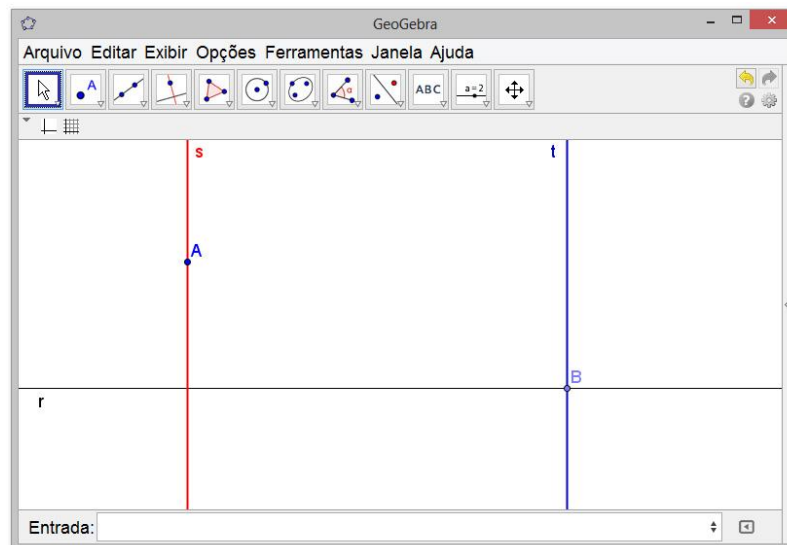 GeoGebra
Arquivo Editar Exibir Opções Ferramentas Janela Ajuda
A α ABC a=2
s t
A
B
r
Entrada: